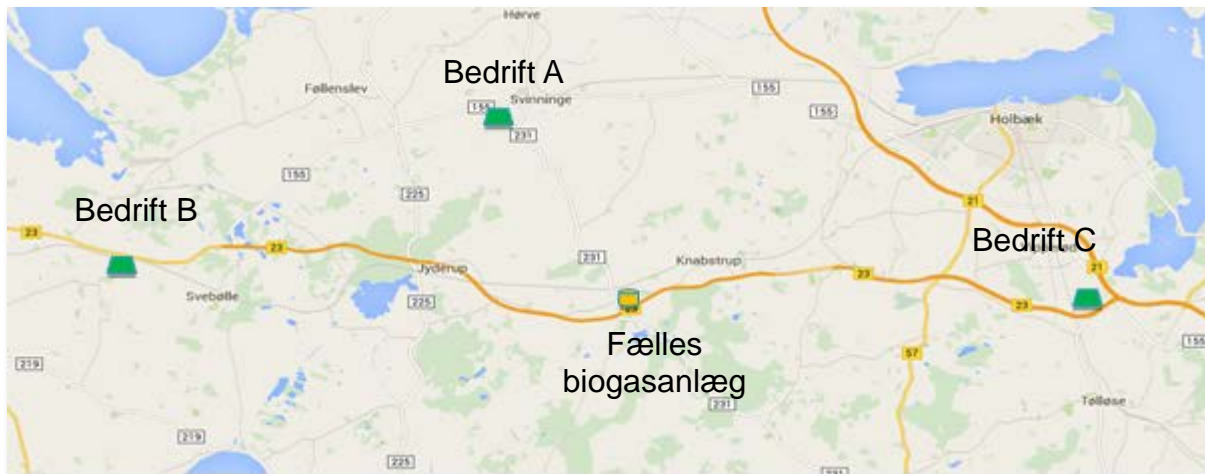 Hørve
Bedrift A
Føllenslev
155
Svinninge
155
155
231
Holbæk
155
225
21
Bedrift B
23
23
Bedrift C
231
Knabstrup
21
Jyderup
23
Svebølle
225
23
155
Fælles
biogasanlæg
57
219
231
Tølløse
219
225
155